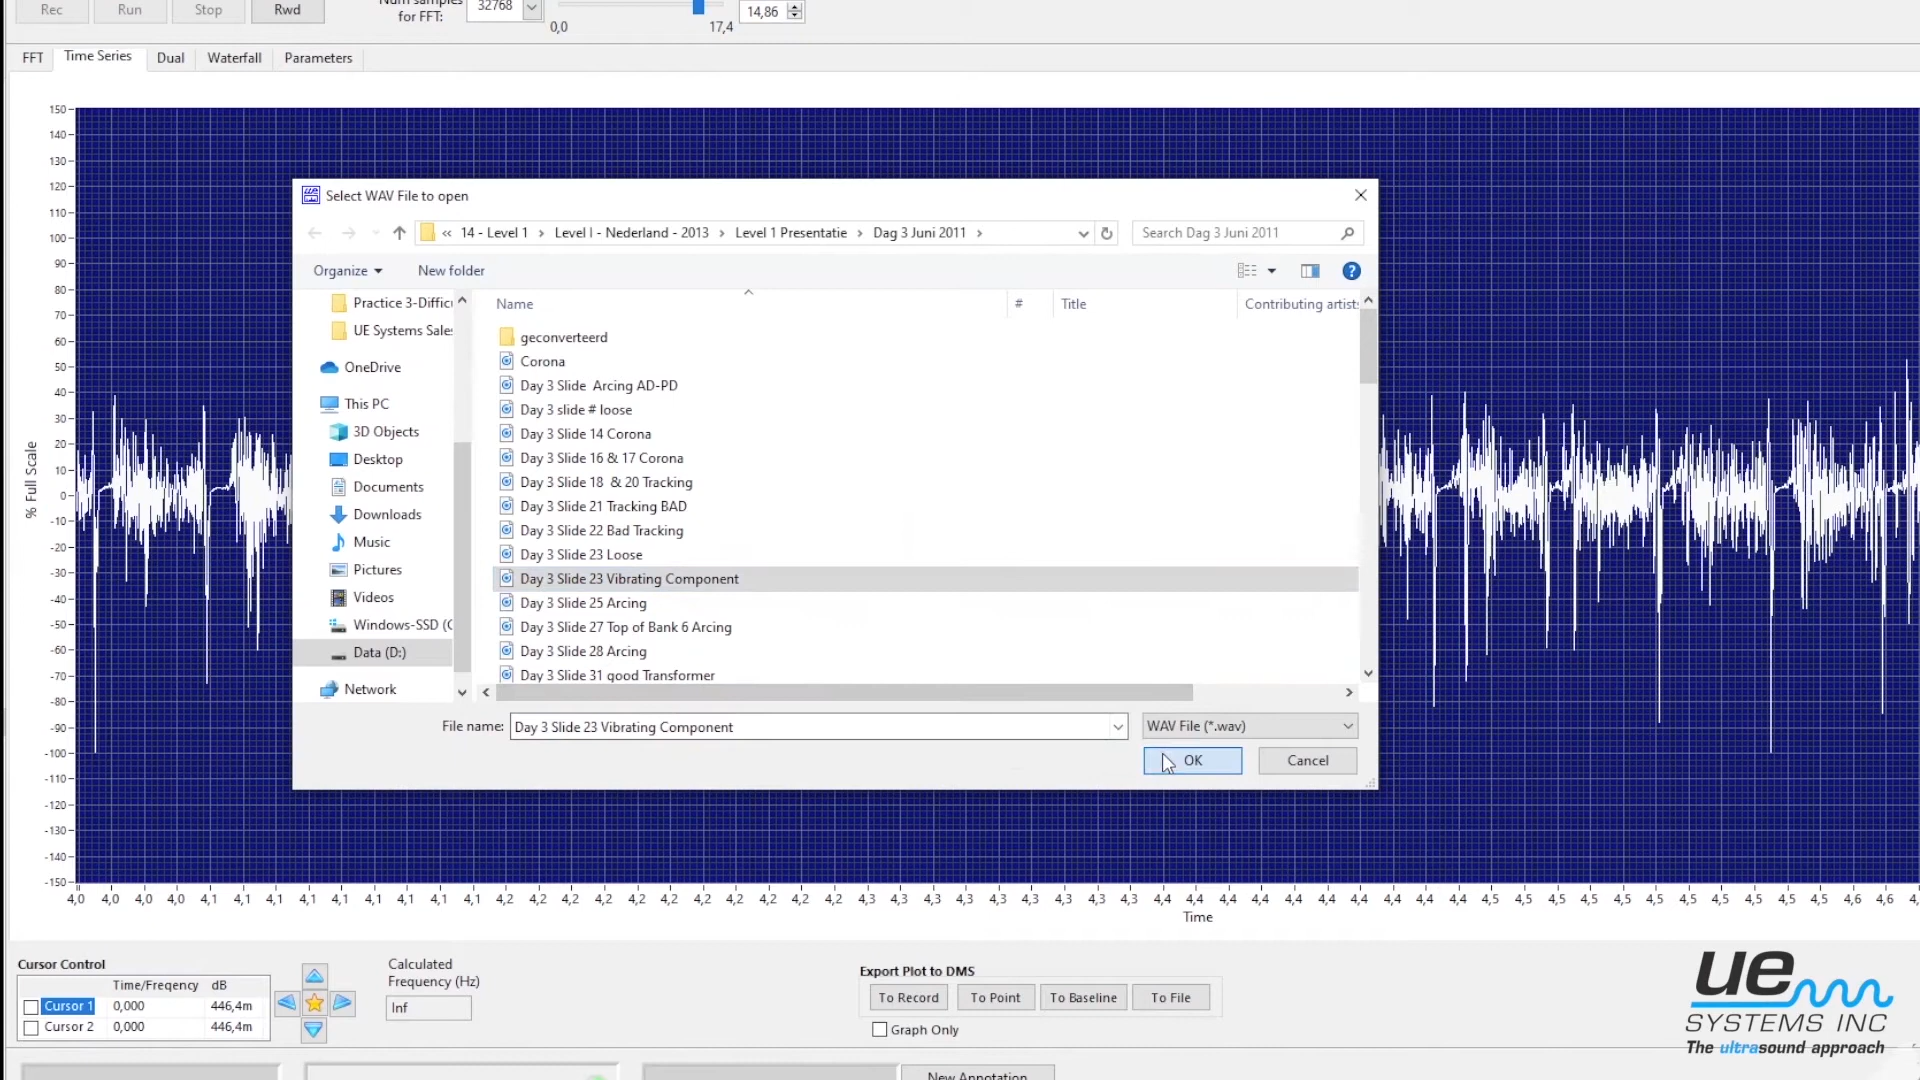 Rec Run Stop Rwd
Num samples for FFT: 32768
0,0 17,4 14,86
FFT Time Series Dual Waterfall Parameters
Select WAV File to open
« 14 - Level 1 › Level I - Nederland - 2013 › Level 1 Presentatie › Dag 3 Juni 2011 ›
Search Dag 3 Juni 2011
Organize New folder
Practice 3-Diffic
UE Systems Sales
OneDrive
This PC
3D Objects
Desktop
Documents
Downloads
Music
Pictures
Videos
Windows-SSD (C
Data (D:)
Network
Name # Title Contributing artists
geconverteerd
Corona
Day 3 Slide  Arcing AD-PD
Day 3 slide # loose
Day 3 Slide 14 Corona
Day 3 Slide 16 & 17 Corona
Day 3 Slide 18  & 20 Tracking
Day 3 Slide 21 Tracking BAD
Day 3 Slide 22 Bad Tracking
Day 3 Slide 23 Loose
Day 3 Slide 23 Vibrating Component
Day 3 Slide 25 Arcing
Day 3 Slide 27 Top of Bank 6 Arcing
Day 3 Slide 28 Arcing
Day 3 Slide 31 good Transformer
File name: Day 3 Slide 23 Vibrating Component WAV File (*.wav)
OK Cancel
% Full Scale
150
140
130
120
110
100
90
80
70
60
50
40
30
20
10
0
-10
-20
-30
-40
-50
-60
-70
-80
-90
-100
-110
-120
-130
-140
-150
4,0 4,0 4,0 4,0 4,1 4,1 4,1 4,1 4,1 4,1 4,1 4,1 4,1 4,2 4,2 4,2 4,2 4,2 4,2 4,2 4,2 4,2 4,2 4,2 4,3 4,3 4,3 4,3 4,3 4,3 4,3 4,3 4,3 4,4 4,4 4,4 4,4 4,4 4,4 4,4 4,4 4,4 4,4 4,5 4,5 4,5 4,5 4,5 4,5 4,5 4,5 4,5 4,5 4,5 4,6 4,6 4,
Time
Cursor Control
Time/Freqency dB
Cursor 1 0,000 446,4m
Cursor 2 0,000 446,4m
Calculated
Frequency (Hz)
Inf
Export Plot to DMS
To Record To Point To Baseline To File
Graph Only
New Annotation
ue
SYSTEMS INC
The ultrasound approach